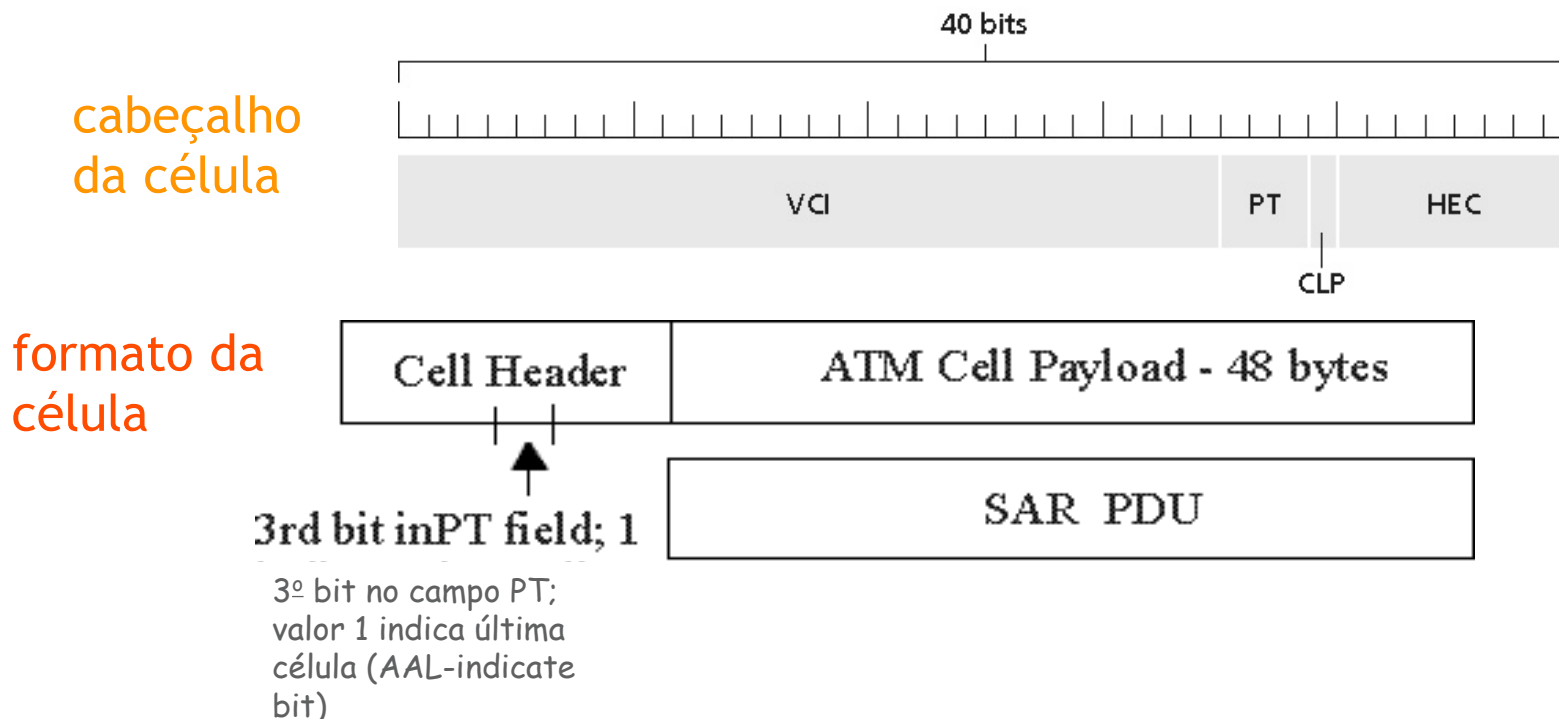 40 bits
cabeçalho
da célula
VCI
PT
HEC
CLP
formato da
célula
Cell Header
ATM Cell Payload - 48 bytes
3rd bit inPT field; 1
SAR PDU
3º bit no campo PT;
valor 1 indica última
célula (AAL-indicate
bit)